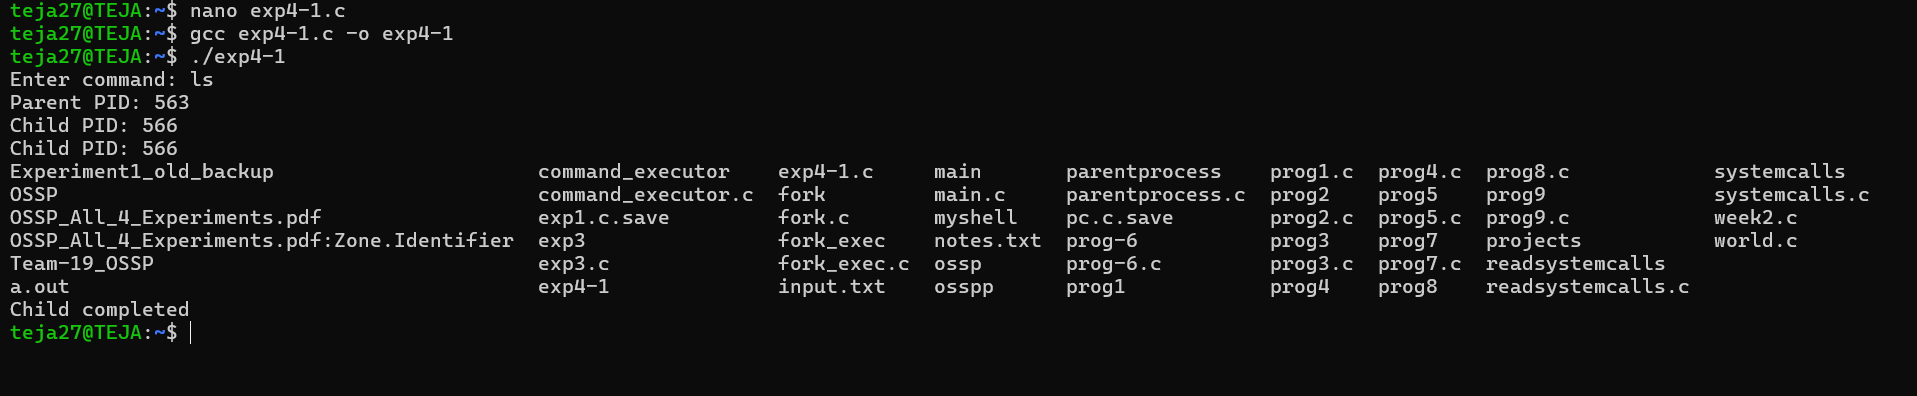 teja27@TEJA:~$ nano exp4-1.c
teja27@TEJA:~$ gcc exp4-1.c -o exp4-1
teja27@TEJA:~$ ./exp4-1
Enter command: ls
Parent PID: 563
Child PID: 566
Child PID: 566
Experiment1_old_backup command_executor exp4-1.c main parentprocess prog1.c prog4.c prog8.c systemcalls
OSSP command_executor.c fork main.c parentprocess.c prog2 prog5 prog9 systemcalls.c
OSSP_All_4_Experiments.pdf exp1.c.save fork.c myshell pc.c.save prog2.c prog5.c prog9.c week2.c
OSSP_All_4_Experiments.pdf:Zone.Identifier exp3 fork_exec notes.txt prog-6 prog3 prog7 projects world.c
Team-19_OSSP exp3.c fork_exec.c ossp prog-6.c prog3.c prog7.c readsystemcalls
a.out exp4-1 input.txt osspp prog1 prog4 prog8 readsystemcalls.c
Child completed
teja27@TEJA:~$